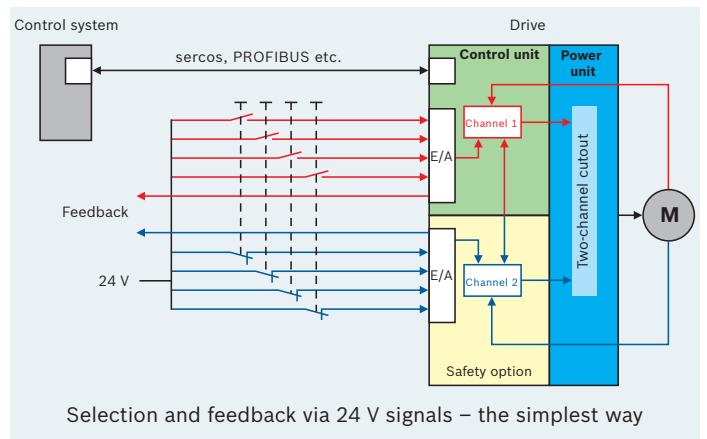 Control system
Drive
sercos, PROFIBUS etc.
Control unit
Power
unit
E/A
Channel 1
Two-channel cutout
Feedback
M
24 V
E/A
Channel 2
Safety option
Selection and feedback via 24 V signals – the simplest way